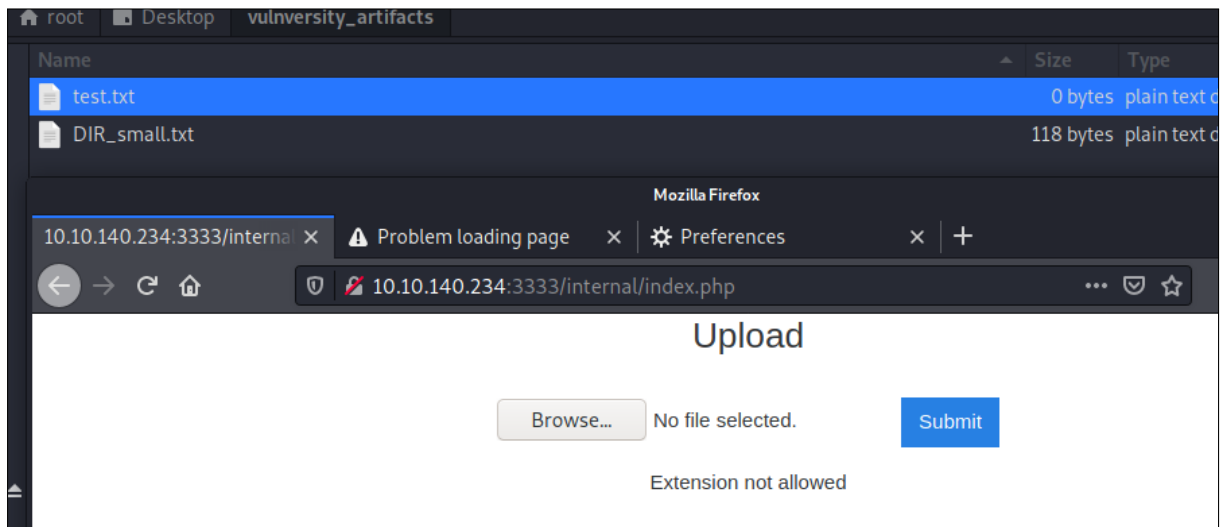 root Desktop vulnversity_artifacts
Name Size Type
test.txt 0 bytes plain text d
DIR_small.txt 118 bytes plain text d
Mozilla Firefox
10.10.140.234:3333/interna Problem loading page Preferences
10.10.140.234:3333/internal/index.php
Upload
Browse... No file selected. Submit
Extension not allowed